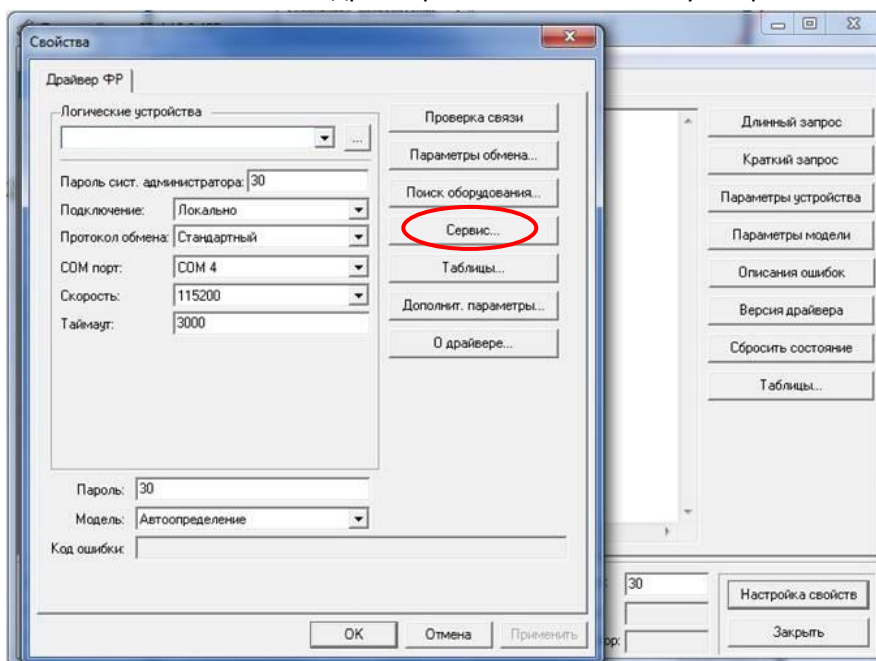 Свойства
Драйвер ФР
Логические устройства
...
Пароль сист. администратора: 30
Подключение: Локально
Протокол обмена: Стандартный
COM порт: COM 4
Скорость: 115200
Таймаут: 3000
Проверка связи
Параметры обмена...
Поиск оборудования...
Сервис...
Таблицы...
Дополнит. параметры...
О драйвере...
Пароль: 30
Модель: Автоопределение
Код ошибки:
OK
Отмена
Применить
Длинный запрос
Краткий запрос
Параметры устройства
Параметры модели
Описания ошибок
Версия драйвера
Сбросить состояние
Таблицы...
30
Настройка свойств
ор:
Закрыть